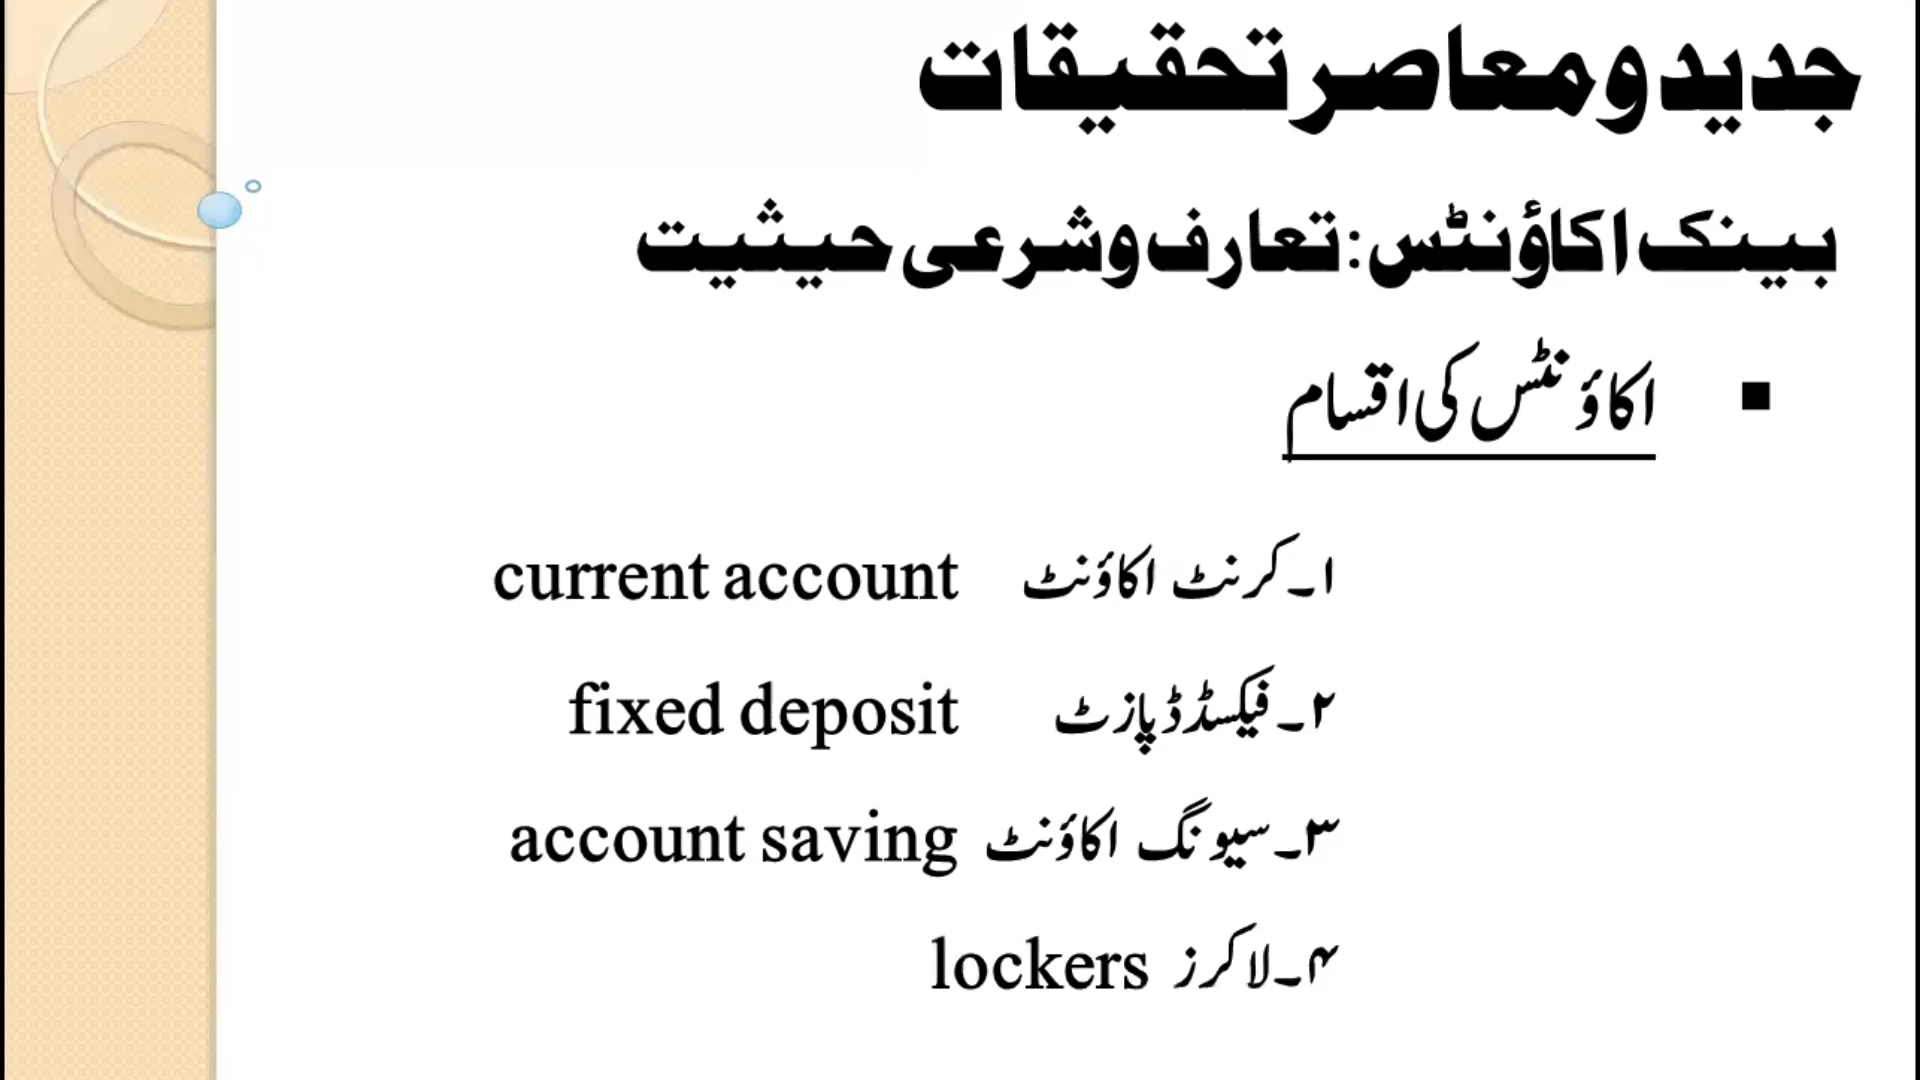 جدید و معاصر تحقیقات
بینک اکاؤنٹس: تعارف و شرعی حیثیت
▪ اکاؤنٹس کی اقسام
۱۔کرنٹ اکاؤنٹ current account
۲۔فیکسڈ ڈپازٹ fixed deposit
۳۔سیونگ اکاؤنٹ account saving
۴۔لاکرز lockers